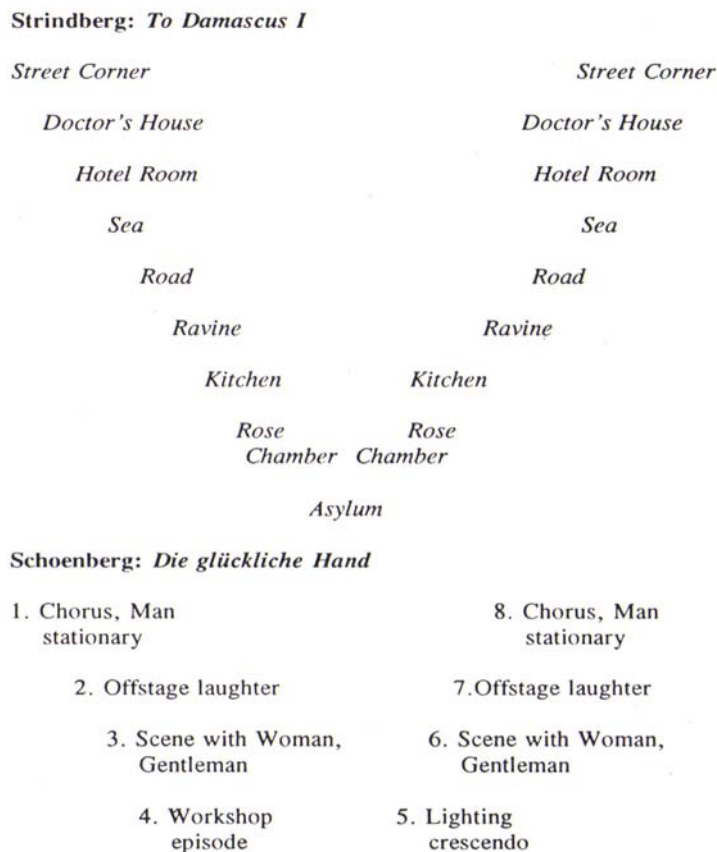 Strindberg: To Damascus I
Street Corner Street Corner
Doctor's House Doctor's House
Hotel Room Hotel Room
Sea Sea
Road Road
Ravine Ravine
Kitchen Kitchen
Rose Rose
Chamber Chamber
Asylum
Schoenberg: Die glückliche Hand
1. Chorus, Man 8. Chorus, Man
stationary stationary
2. Offstage laughter 7.Offstage laughter
3. Scene with Woman, 6. Scene with Woman,
Gentleman Gentleman
4. Workshop 5. Lighting
episode crescendo